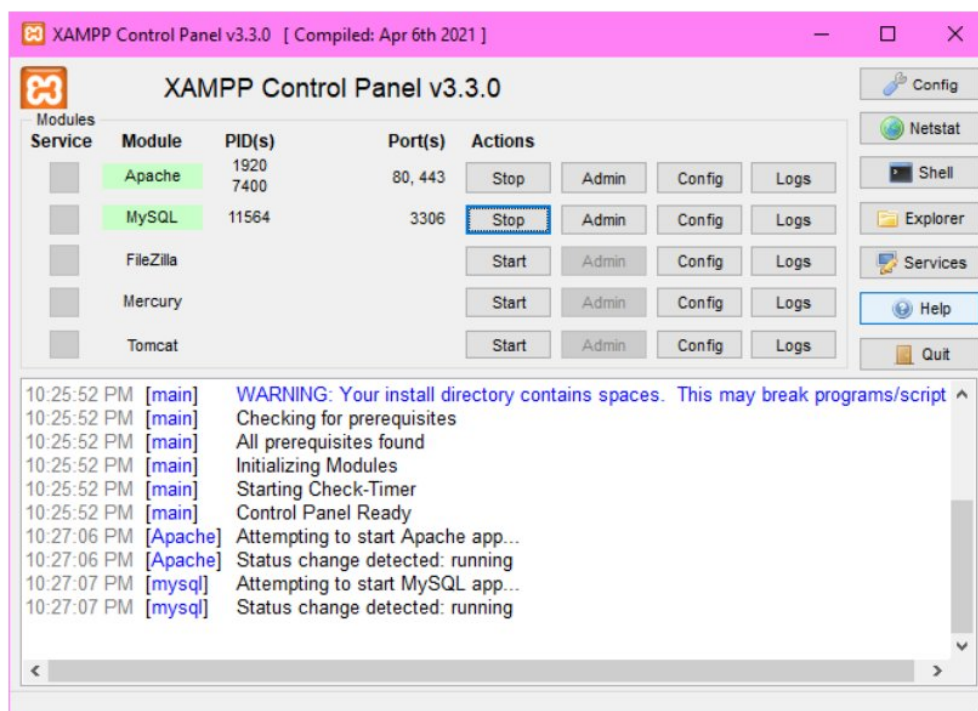 XAMPP Control Panel v3.3.0 [ Compiled: Apr 6th 2021 ]
XAMPP Control Panel v3.3.0
Config
Modules
Service Module PID(s) Port(s) Actions
Netstat
Apache 1920 7400 80, 443 Stop Admin Config Logs
Shell
MySQL 11564 3306 Stop Admin Config Logs
Explorer
FileZilla Start Admin Config Logs
Services
Mercury Start Admin Config Logs
Help
Tomcat Start Admin Config Logs
Quit
10:25:52 PM [main] WARNING: Your install directory contains spaces. This may break programs/script
10:25:52 PM [main] Checking for prerequisites
10:25:52 PM [main] All prerequisites found
10:25:52 PM [main] Initializing Modules
10:25:52 PM [main] Starting Check-Timer
10:25:52 PM [main] Control Panel Ready
10:27:06 PM [Apache] Attempting to start Apache app...
10:27:06 PM [Apache] Status change detected: running
10:27:07 PM [mysql] Attempting to start MySQL app...
10:27:07 PM [mysql] Status change detected: running